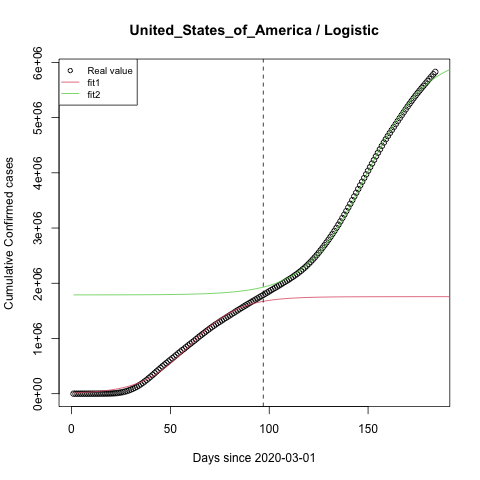 United_States_of_America / Logistic
Real value
fit1
fit2
Cumulative Confirmed cases
6e+06
5e+06
4e+06
3e+06
2e+06
1e+06
0e+00
0 50 100 150
Days since 2020-03-01